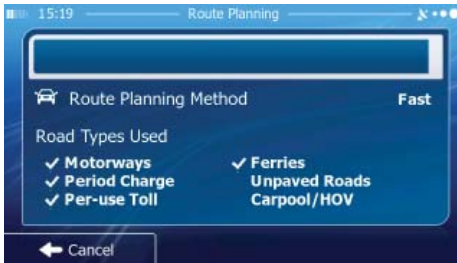 15:19 Route Planning
Route Planning Method Fast
Road Types Used
Motorways Ferries
Period Charge Unpaved Roads
Per-use Toll Carpool/HOV
Cancel